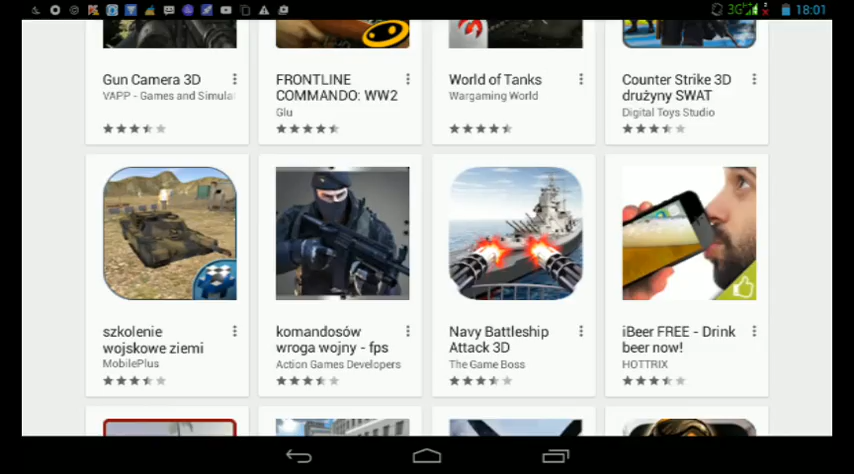 3G
18:01
Gun Camera 3D
VAPP - Games and Simula
FRONTLINE
COMMANDO: WW2
Glu
World of Tanks
Wargaming World
Counter Strike 3D
drużyny SWAT
Digital Toys Studio
szkolenie
wojskowe ziemi
MobilePlus
komandosów
wroga wojny - fps
Action Games Developers
Navy Battleship
Attack 3D
The Game Boss
iBeer FREE - Drink
beer now!
HOTTRIX